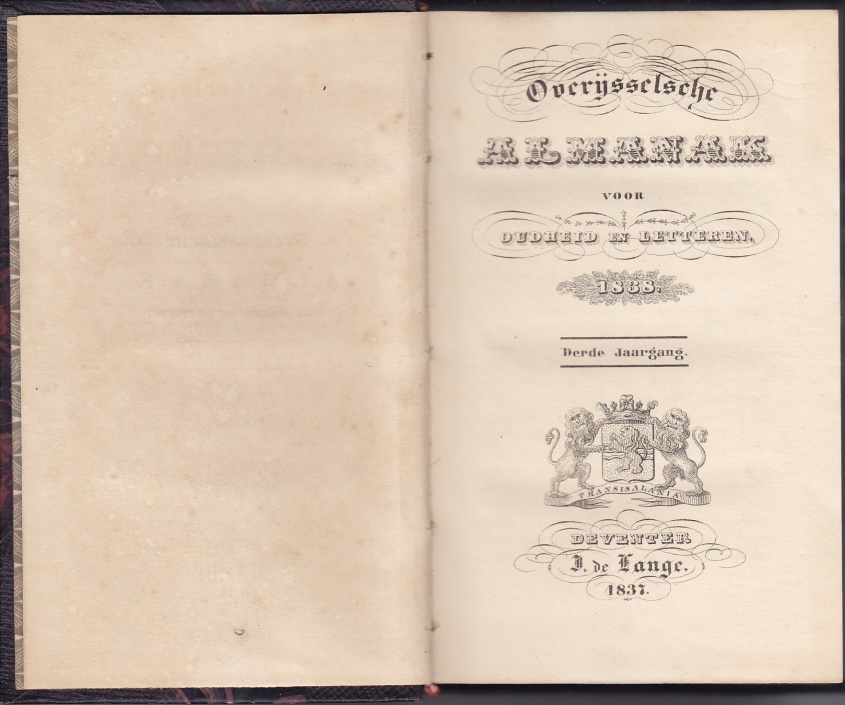 Overijsselsche
ALMANAK
VOOR
OUDHEID EN LETTEREN.
1838.
Derde Jaargang.
TRANSISALANIA
DEVENTER
J. de Lange.
1837.